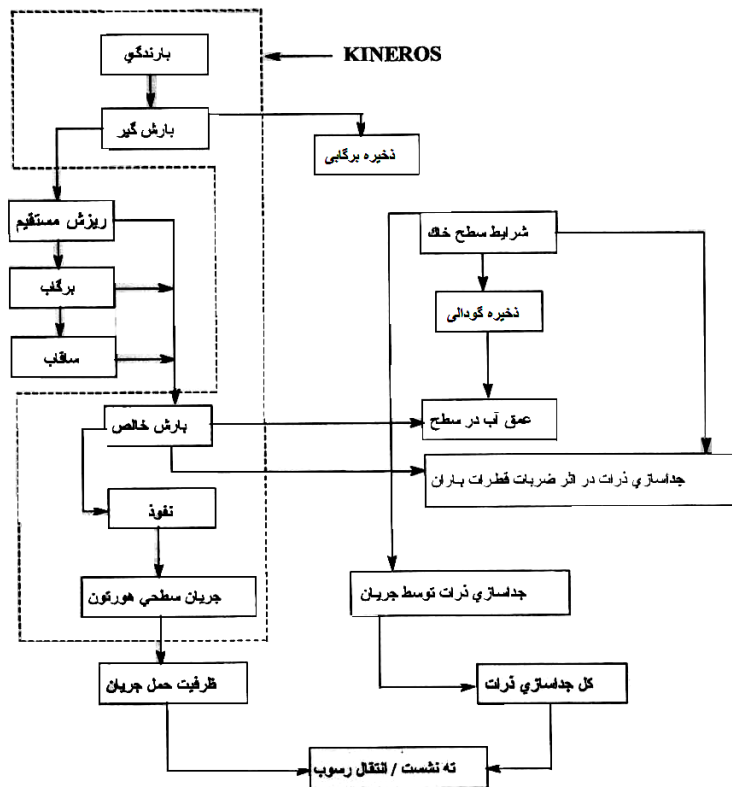 بارندگي
KINEROS
بارش گير
ذخيره برگابی
ريزش مستقيم
شرايط سطح خاك
برگاب
ذخيره گودالی
ساقاب
بارش خالص
عمق آب در سطح
جداسازي ذرات در اثر ضربات قطرات باران
نفوذ
جريان سطحي هورتون
جداسازي ذرات توسط جريان
ظرفيت حمل جريان
كل جداسازي ذرات
ته نشست / انتقال رسوب